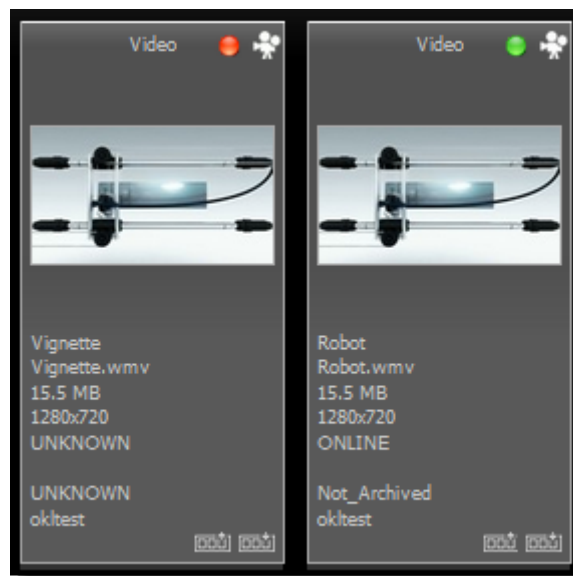 Video
Vignette
Vignette.wmv
15.5 MB
1280x720
UNKNOWN
UNKNOWN
okltest
Video
Robot
Robot.wmv
15.5 MB
1280x720
ONLINE
Not_Archived
okltest